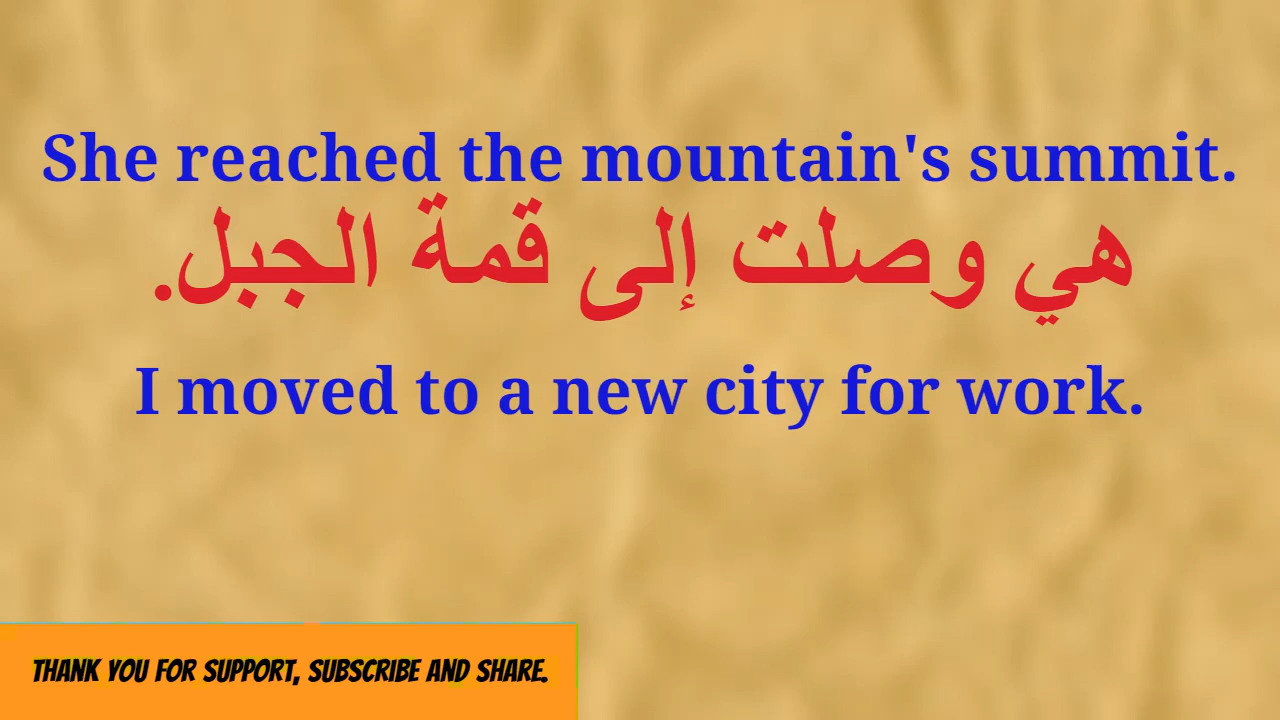 She reached the mountain's summit.
هي وصلت إلى قمة الجبل.
I moved to a new city for work.
THANK YOU FOR SUPPORT, SUBSCRIBE AND SHARE.